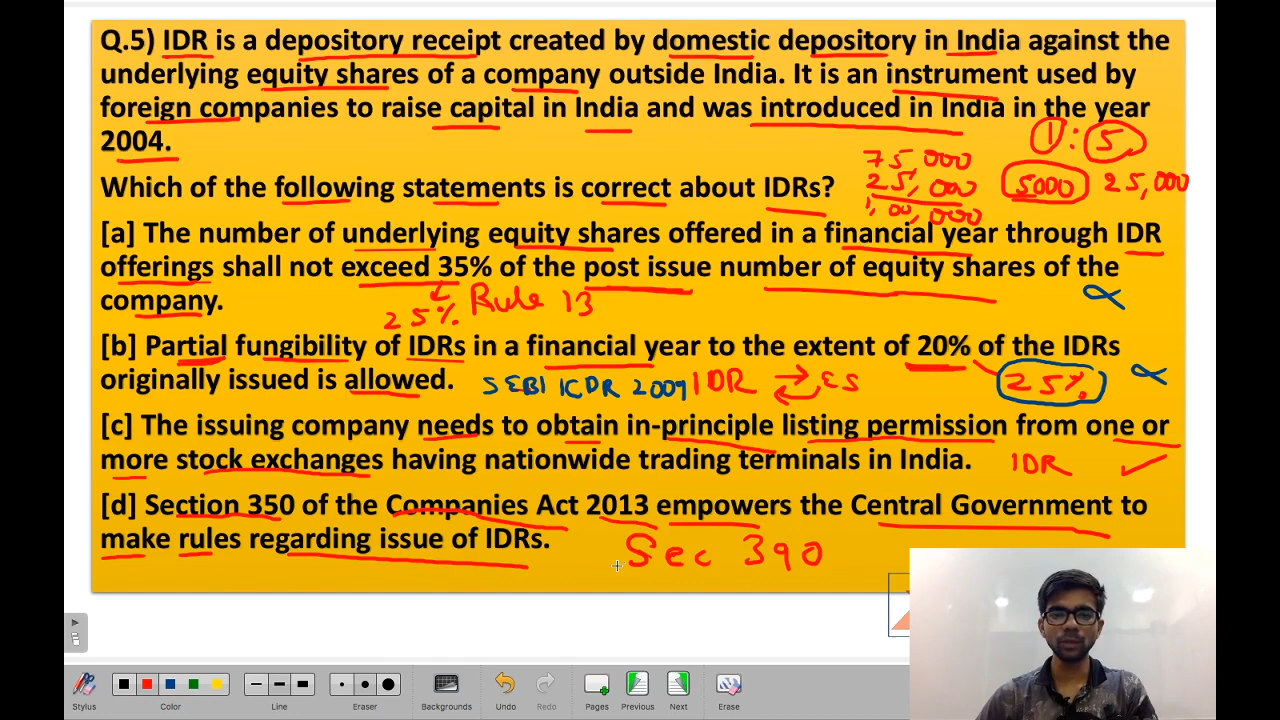 Q.5) IDR is a depository receipt created by domestic depository in India against the
underlying equity shares of a company outside India. It is an instrument used by
foreign companies to raise capital in India and was introduced in India in the year
2004.
1 : 5
75,000
25,000
1,00,000
5000 25,000
Which of the following statements is correct about IDRs?
[a] The number of underlying equity shares offered in a financial year through IDR
offerings shall not exceed 35% of the post issue number of equity shares of the
company.
25% Rule 13
[b] Partial fungibility of IDRs in a financial year to the extent of 20% of the IDRs
originally issued is allowed.
SEBI ICDR 2009 IDR ES 25%
[c] The issuing company needs to obtain in-principle listing permission from one or
more stock exchanges having nationwide trading terminals in India.
IDR
[d] Section 350 of the Companies Act 2013 empowers the Central Government to
make rules regarding issue of IDRs.
Sec 390
Stylus
Color
Line
Eraser
Backgrounds
Undo
Redo
Pages
Previous
Next
Erase